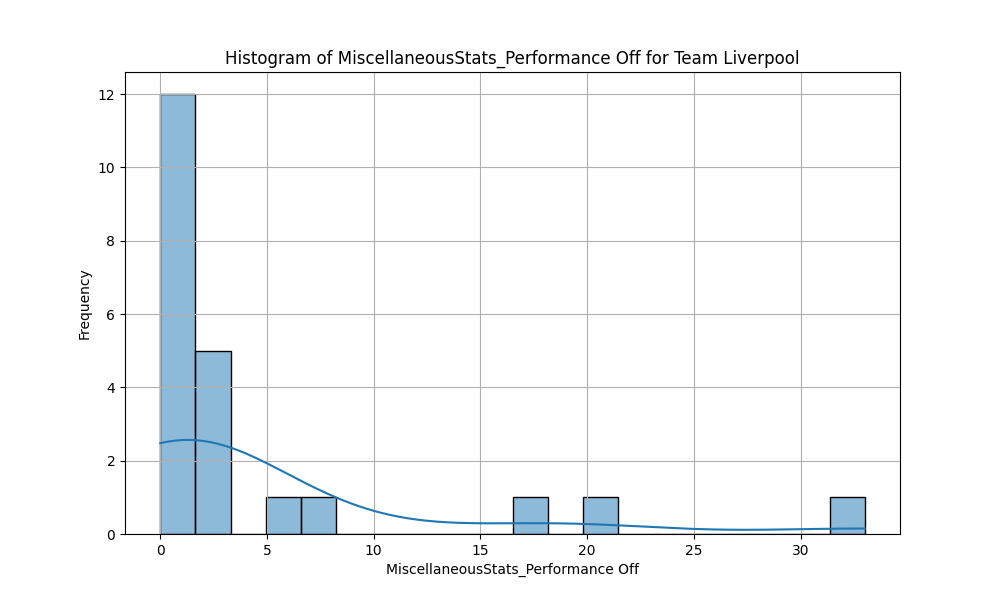 Histogram of MiscellaneousStats_Performance Off for Team Liverpool
12
10
8
6
4
2
0
Frequency
0 5 10 15 20 25 30
MiscellaneousStats_Performance Off